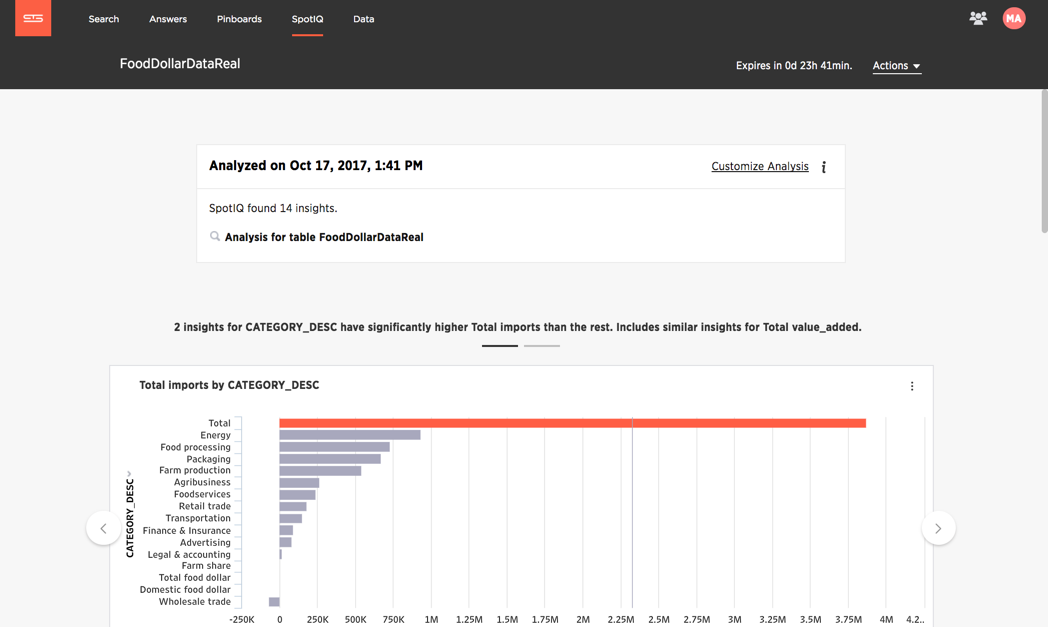 STS
Search Answers Pinboards SpotIQ Data
MA
FoodDollarDataReal
Expires in 0d 23h 41min. Actions
Analyzed on Oct 17, 2017, 1:41 PM
Customize Analysis i
SpotIQ found 14 insights.
Analysis for table FoodDollarDataReal
2 insights for CATEGORY_DESC have significantly higher Total imports than the rest. Includes similar insights for Total value_added.
Total imports by CATEGORY_DESC
CATEGORY_DESC
Total
Energy
Food processing
Packaging
Farm production
Agribusiness
Foodservices
Retail trade
Transportation
Finance & Insurance
Advertising
Legal & accounting
Farm share
Total food dollar
Domestic food dollar
Wholesale trade
-250K 0 250K 500K 750K 1M 1.25M 1.5M 1.75M 2M 2.25M 2.5M 2.75M 3M 3.25M 3.5M 3.75M 4M 4.2..